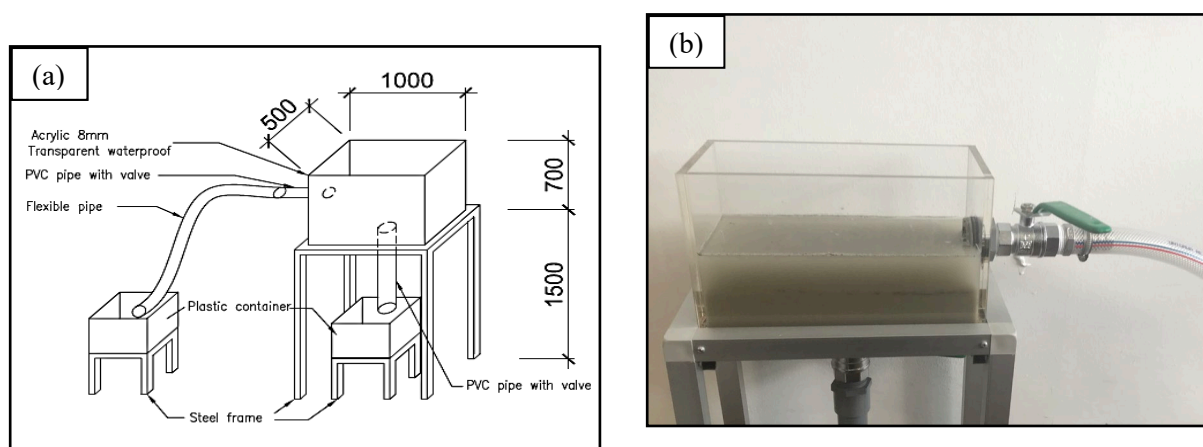 (a)
1000
500
Acrylic 8mm
Transparent waterproof
PVC pipe with valve
Flexible pipe
700
1500
Plastic container
PVC pipe with valve
Steel frame
(b)